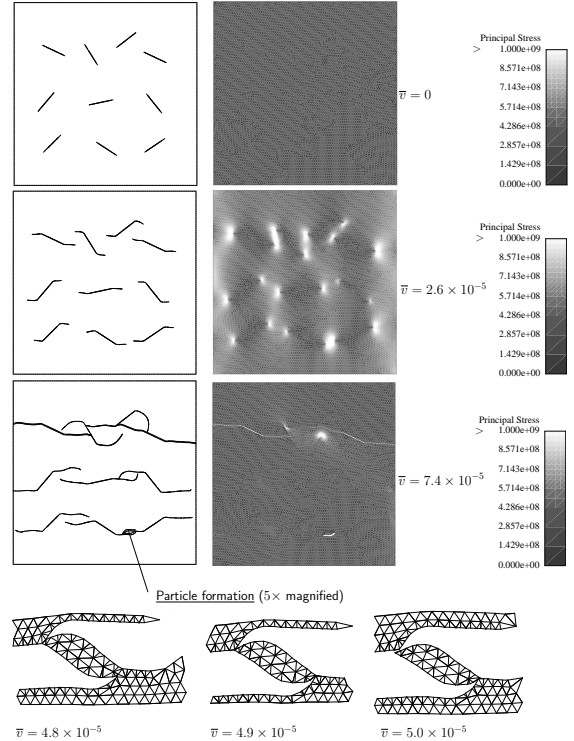 Principal Stress
>
1.000e+09
8.571e+08
7.143e+08
5.714e+08
4.286e+08
2.857e+08
1.429e+08
0.000e+00
v̅ = 0
Principal Stress
>
1.000e+09
8.571e+08
7.143e+08
5.714e+08
4.286e+08
2.857e+08
1.429e+08
0.000e+00
v̅ = 2.6 × 10⁻⁵
Principal Stress
>
1.000e+09
8.571e+08
7.143e+08
5.714e+08
4.286e+08
2.857e+08
1.429e+08
0.000e+00
v̅ = 7.4 × 10⁻⁵
Particle formation (5× magnified)
v̅ = 4.8 × 10⁻⁵
v̅ = 4.9 × 10⁻⁵
v̅ = 5.0 × 10⁻⁵